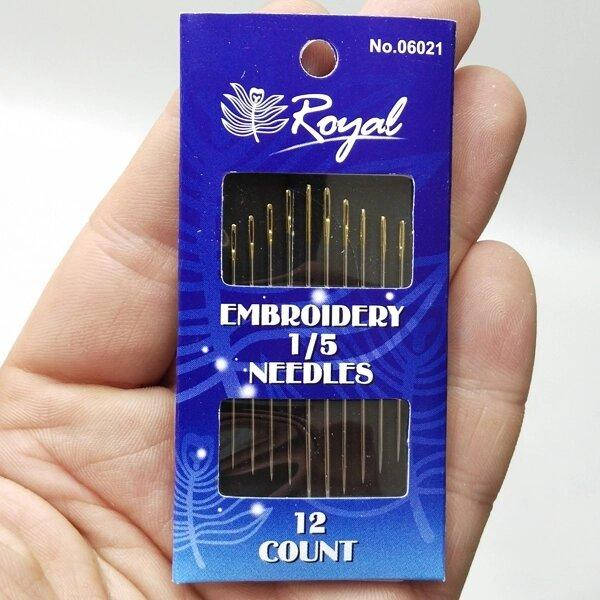 No.06021
Royal
EMBROIDERY
1/5
NEEDLES
12
COUNT